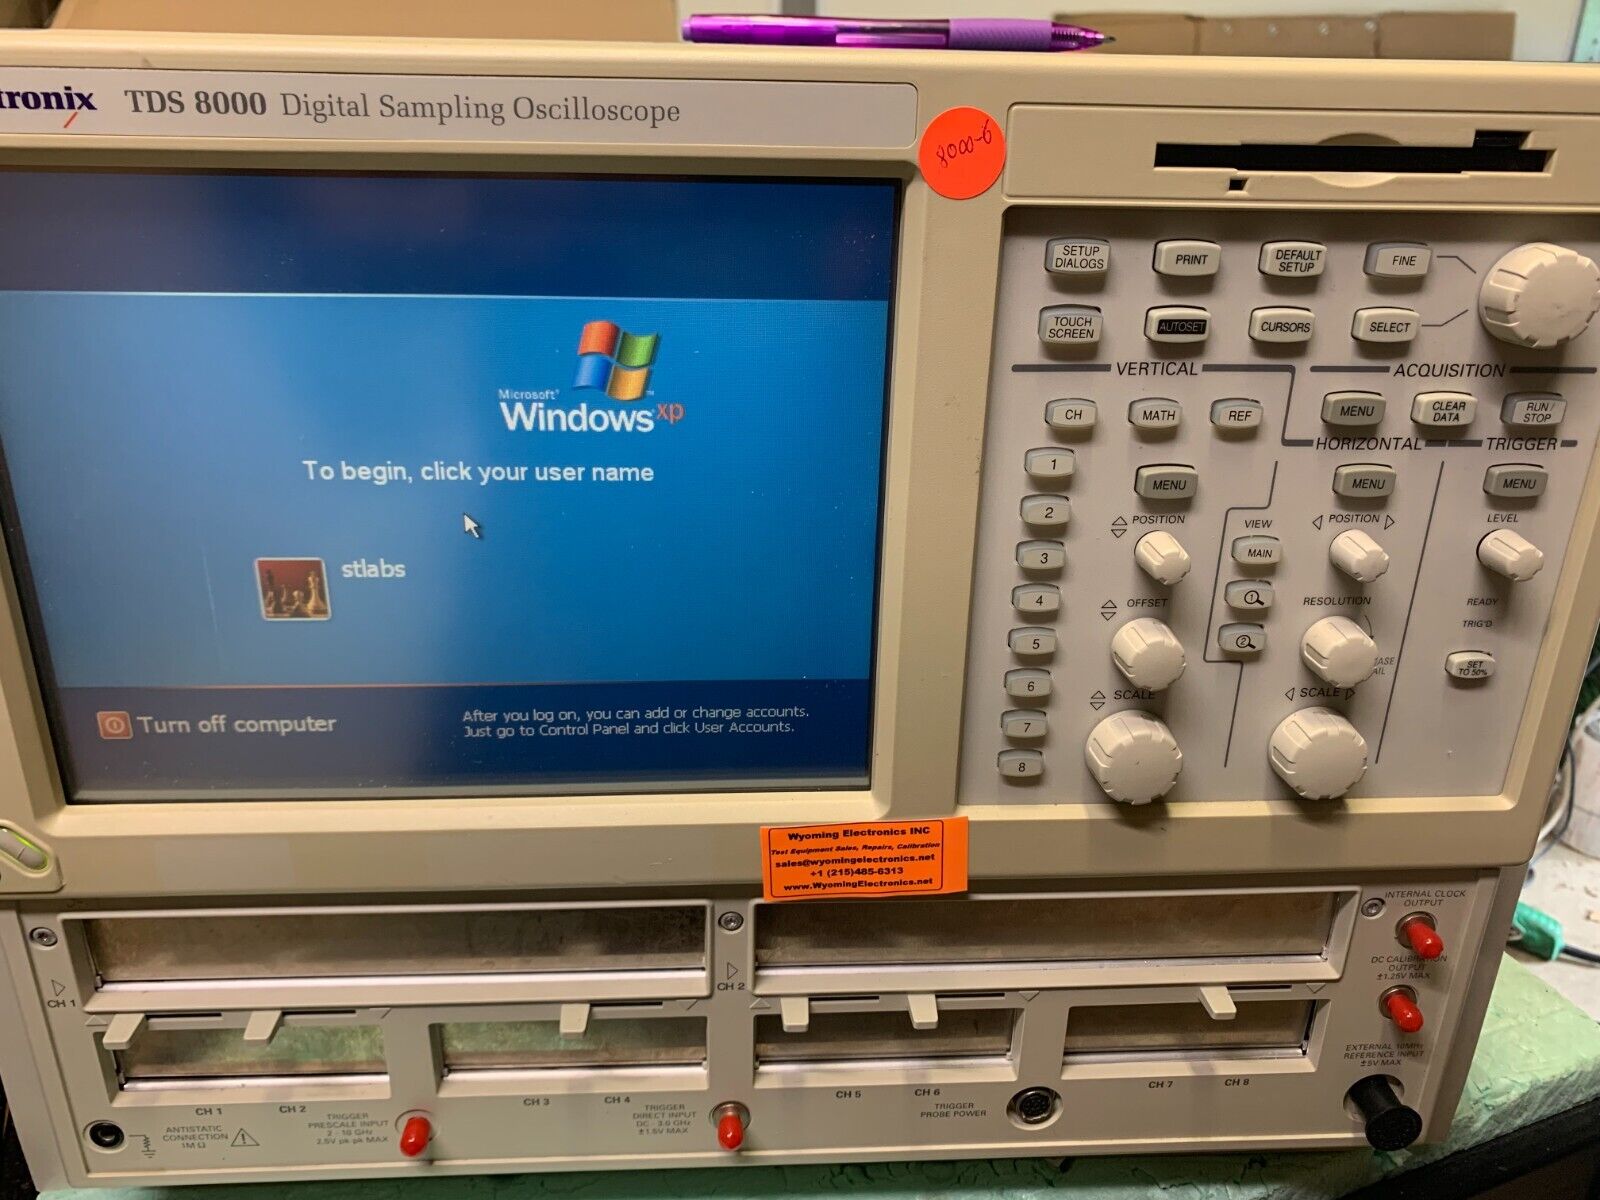 tronix TDS 8000 Digital Sampling Oscilloscope
8000-6
Microsoft
Windows xp
To begin, click your user name
stlabs
Turn off computer
After you log on, you can add or change accounts.
Just go to Control Panel and click User Accounts.
SETUP DIALOGS
PRINT
DEFAULT SETUP
FINE
TOUCH SCREEN
AUTOSET
CURSORS
SELECT
VERTICAL
ACQUISITION
CH
MATH
REF
MENU
CLEAR DATA
RUN / STOP
HORIZONTAL
TRIGGER
1
2
3
4
5
6
7
8
MENU
POSITION
OFFSET
SCALE
VIEW
MAIN
1
2
MENU
POSITION
RESOLUTION
SCALE
MENU
LEVEL
READY
TRIG'D
SET TO 50%
Wyoming Electronics INC
Test Equipment Sales, Repairs, Calibration
sales@wyomingelectronics.net
+1 (215)485-6313
www.WyomingElectronics.net
CH 1
CH 2
INTERNAL CLOCK
OUTPUT
DC CALIBRATION
OUTPUT
±1.25V MAX
EXTERNAL 10MHz
REFERENCE INPUT
±5V MAX
CH 1
CH 2
CH 3
CH 4
CH 5
CH 6
CH 7
CH 8
ANTISTATIC
CONNECTION
1M Ω
TRIGGER
PRESCALE INPUT
2 - 10 GHz
2.5V pk-pk MAX
TRIGGER
DIRECT INPUT
DC - 3.0 GHz
±1.5V MAX
TRIGGER
PROBE POWER